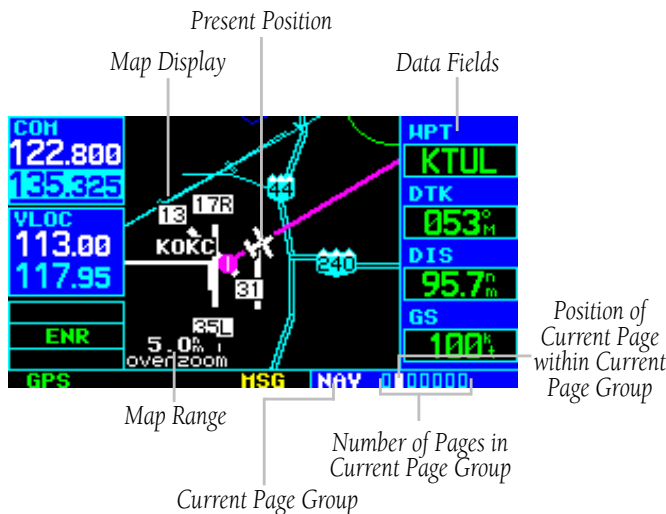 Present Position
Map Display
Data Fields
COM
122.800
135.325
VLOC
113.00
117.95
ENR
GPS
13
17R
KOKC
31
35L
44
240
5.0nm
overzoom
MSG
NAV
WPT
KTUL
DTK
053°M
DIS
95.7nm
GS
100kt
Position of
Current Page
within Current
Page Group
Map Range
Number of Pages in
Current Page Group
Current Page Group